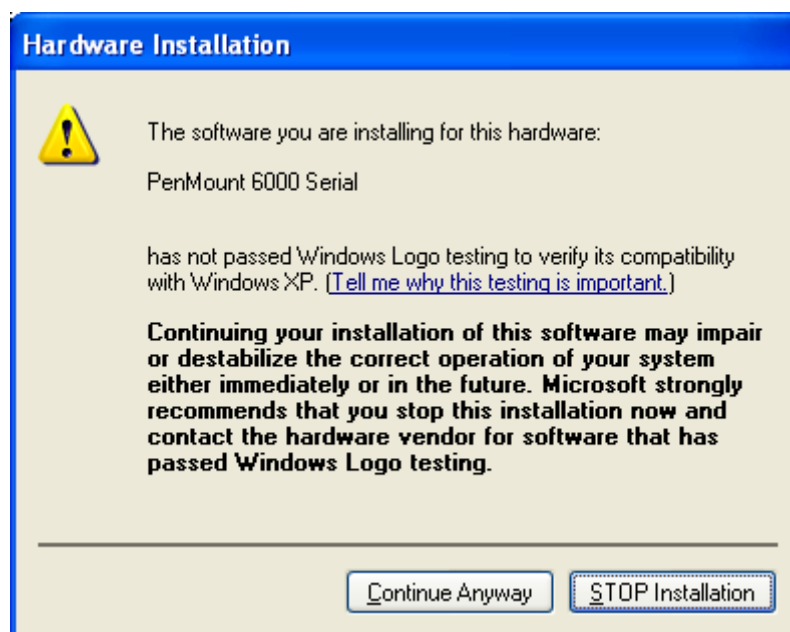 Hardware Installation
The software you are installing for this hardware:
PenMount 6000 Serial
has not passed Windows Logo testing to verify its compatibility
with Windows XP. (Tell me why this testing is important.)
Continuing your installation of this software may impair
or destabilize the correct operation of your system
either immediately or in the future. Microsoft strongly
recommends that you stop this installation now and
contact the hardware vendor for software that has
passed Windows Logo testing.
Continue Anyway
STOP Installation